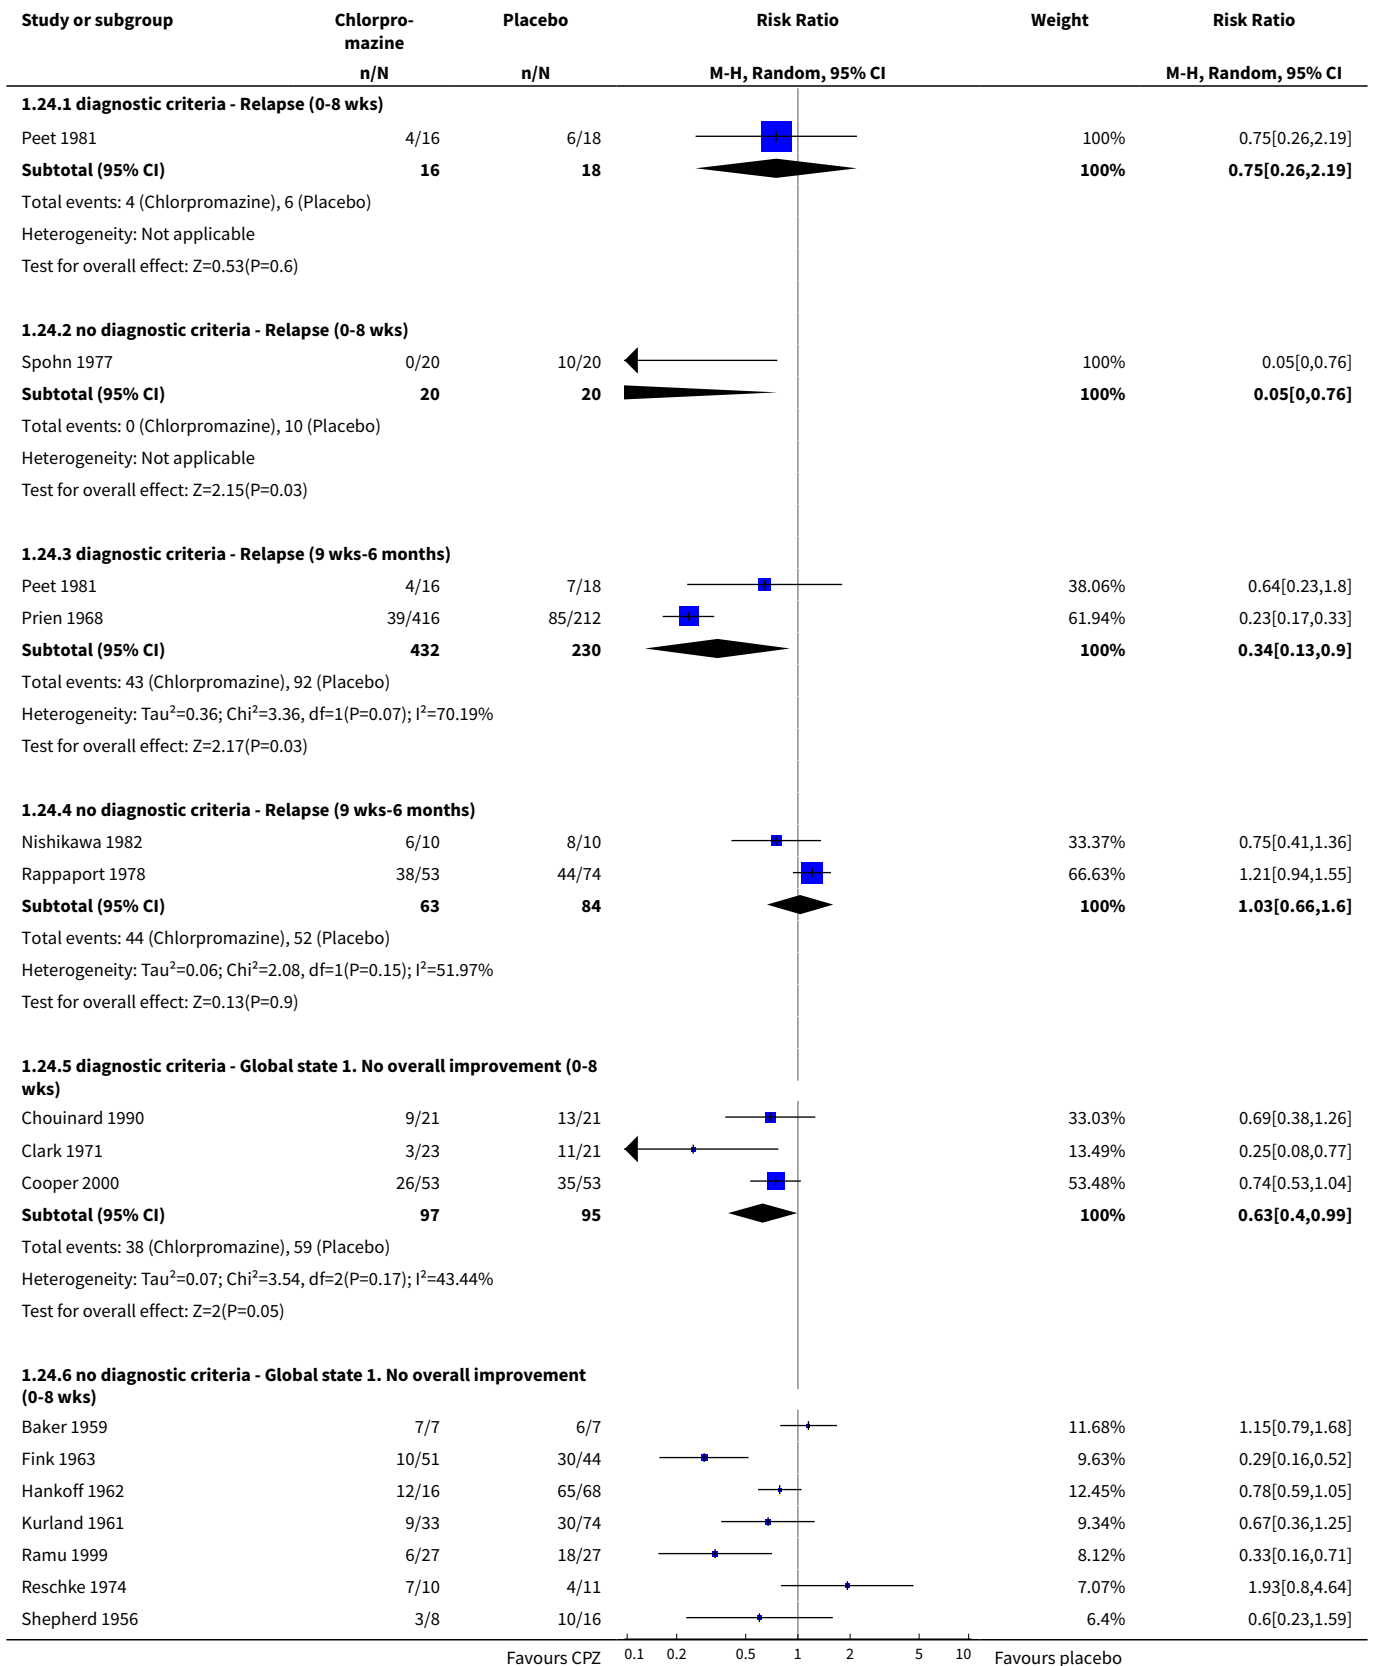 Study or subgroup Chlorpro- Placebo Risk Ratio Weight Risk Ratio
mazine
n/N n/N M-H, Random, 95% CI M-H, Random, 95% CI
1.24.1 diagnostic criteria - Relapse (0-8 wks)
Peet 1981 4/16 6/18 100% 0.75[0.26,2.19]
Subtotal (95% CI) 16 18 100% 0.75[0.26,2.19]
Total events: 4 (Chlorpromazine), 6 (Placebo)
Heterogeneity: Not applicable
Test for overall effect: Z=0.53(P=0.6)
1.24.2 no diagnostic criteria - Relapse (0-8 wks)
Spohn 1977 0/20 10/20 100% 0.05[0,0.76]
Subtotal (95% CI) 20 20 100% 0.05[0,0.76]
Total events: 0 (Chlorpromazine), 10 (Placebo)
Heterogeneity: Not applicable
Test for overall effect: Z=2.15(P=0.03)
1.24.3 diagnostic criteria - Relapse (9 wks-6 months)
Peet 1981 4/16 7/18 38.06% 0.64[0.23,1.8]
Prien 1968 39/416 85/212 61.94% 0.23[0.17,0.33]
Subtotal (95% CI) 432 230 100% 0.34[0.13,0.9]
Total events: 43 (Chlorpromazine), 92 (Placebo)
Heterogeneity: Tau²=0.36; Chi²=3.36, df=1(P=0.07); I²=70.19%
Test for overall effect: Z=2.17(P=0.03)
1.24.4 no diagnostic criteria - Relapse (9 wks-6 months)
Nishikawa 1982 6/10 8/10 33.37% 0.75[0.41,1.36]
Rappaport 1978 38/53 44/74 66.63% 1.21[0.94,1.55]
Subtotal (95% CI) 63 84 100% 1.03[0.66,1.6]
Total events: 44 (Chlorpromazine), 52 (Placebo)
Heterogeneity: Tau²=0.06; Chi²=2.08, df=1(P=0.15); I²=51.97%
Test for overall effect: Z=0.13(P=0.9)
1.24.5 diagnostic criteria - Global state 1. No overall improvement (0-8
wks)
Chouinard 1990 9/21 13/21 33.03% 0.69[0.38,1.26]
Clark 1971 3/23 11/21 13.49% 0.25[0.08,0.77]
Cooper 2000 26/53 35/53 53.48% 0.74[0.53,1.04]
Subtotal (95% CI) 97 95 100% 0.63[0.4,0.99]
Total events: 38 (Chlorpromazine), 59 (Placebo)
Heterogeneity: Tau²=0.07; Chi²=3.54, df=2(P=0.17); I²=43.44%
Test for overall effect: Z=2(P=0.05)
1.24.6 no diagnostic criteria - Global state 1. No overall improvement
(0-8 wks)
Baker 1959 7/7 6/7 11.68% 1.15[0.79,1.68]
Fink 1963 10/51 30/44 9.63% 0.29[0.16,0.52]
Hankoff 1962 12/16 65/68 12.45% 0.78[0.59,1.05]
Kurland 1961 9/33 30/74 9.34% 0.67[0.36,1.25]
Ramu 1999 6/27 18/27 8.12% 0.33[0.16,0.71]
Reschke 1974 7/10 4/11 7.07% 1.93[0.8,4.64]
Shepherd 1956 3/8 10/16 6.4% 0.6[0.23,1.59]
Favours CPZ 0.1 0.2 0.5 1 2 5 10 Favours placebo